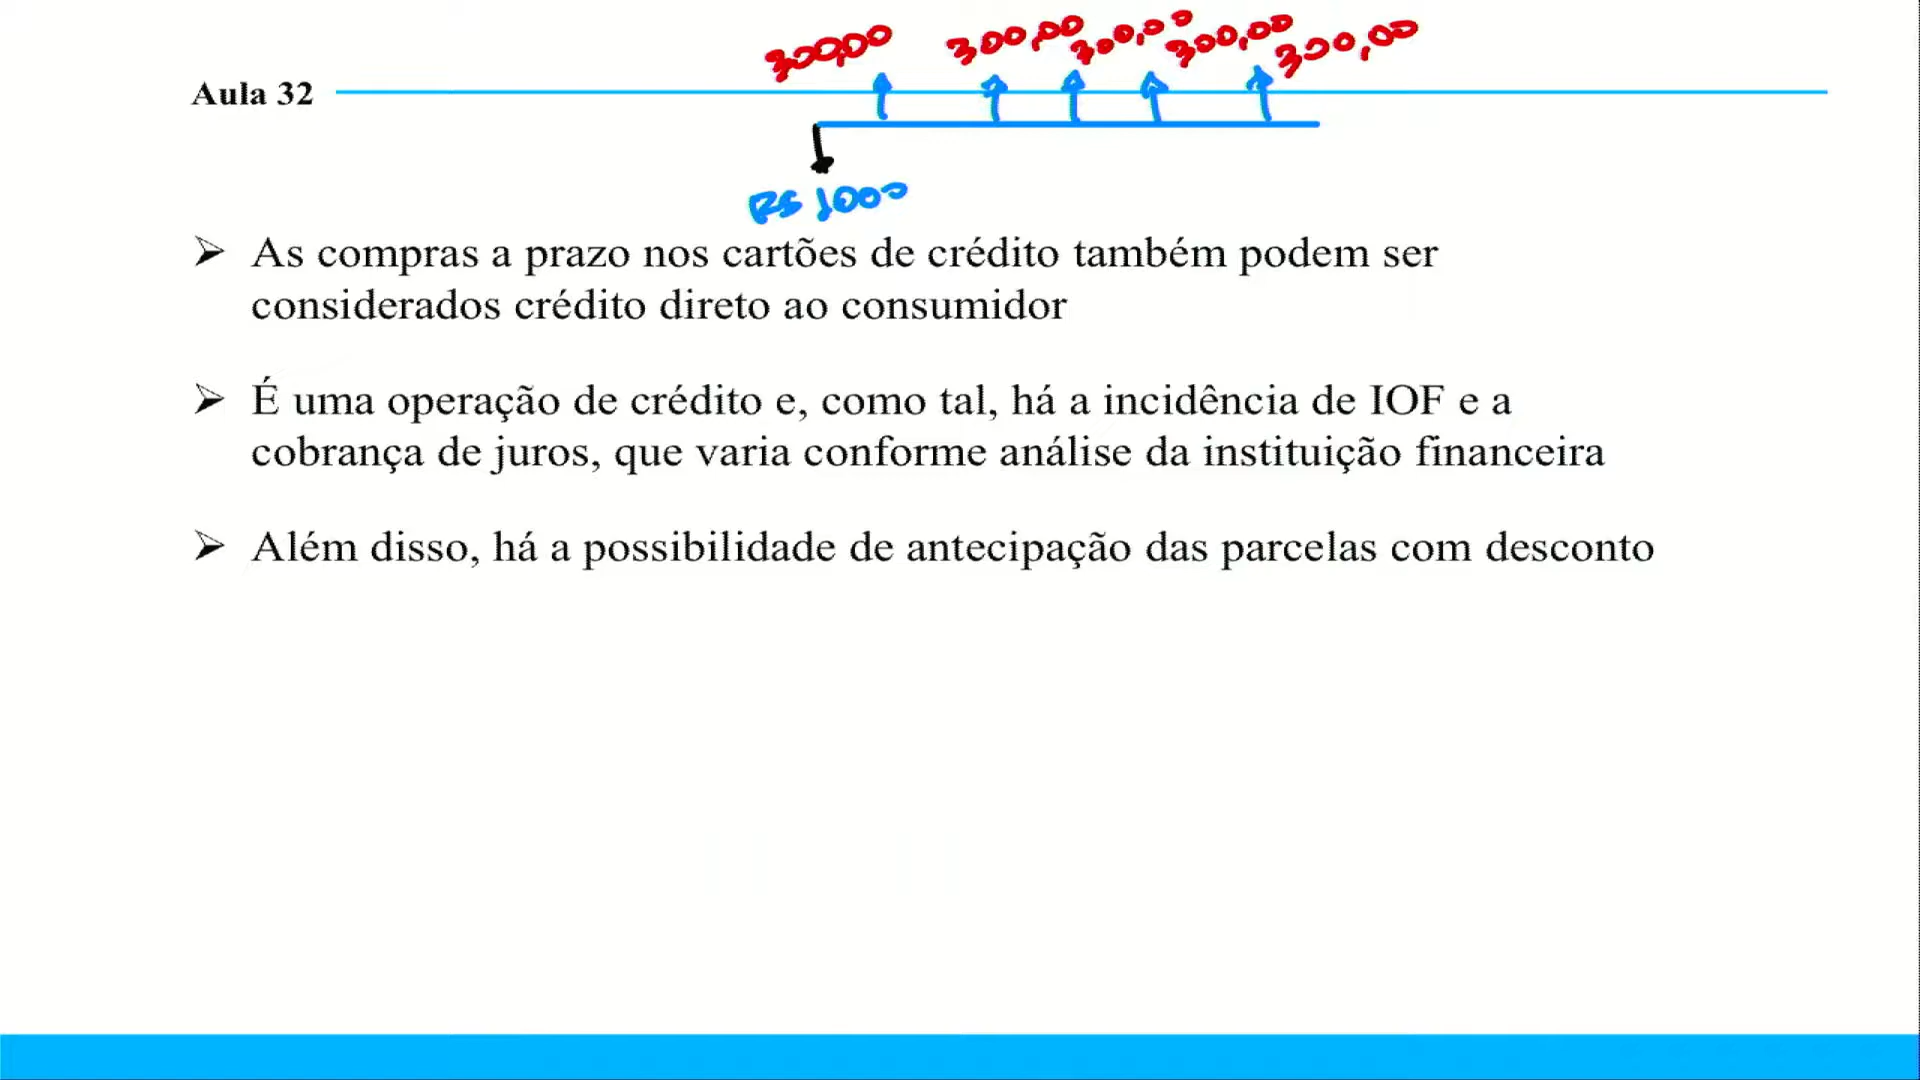 300,00 300,00 300,00 300,00 300,00
Aula 32
R$ 1000
As compras a prazo nos cartões de crédito também podem ser
considerados crédito direto ao consumidor
É uma operação de crédito e, como tal, há a incidência de IOF e a
cobrança de juros, que varia conforme análise da instituição financeira
Além disso, há a possibilidade de antecipação das parcelas com desconto